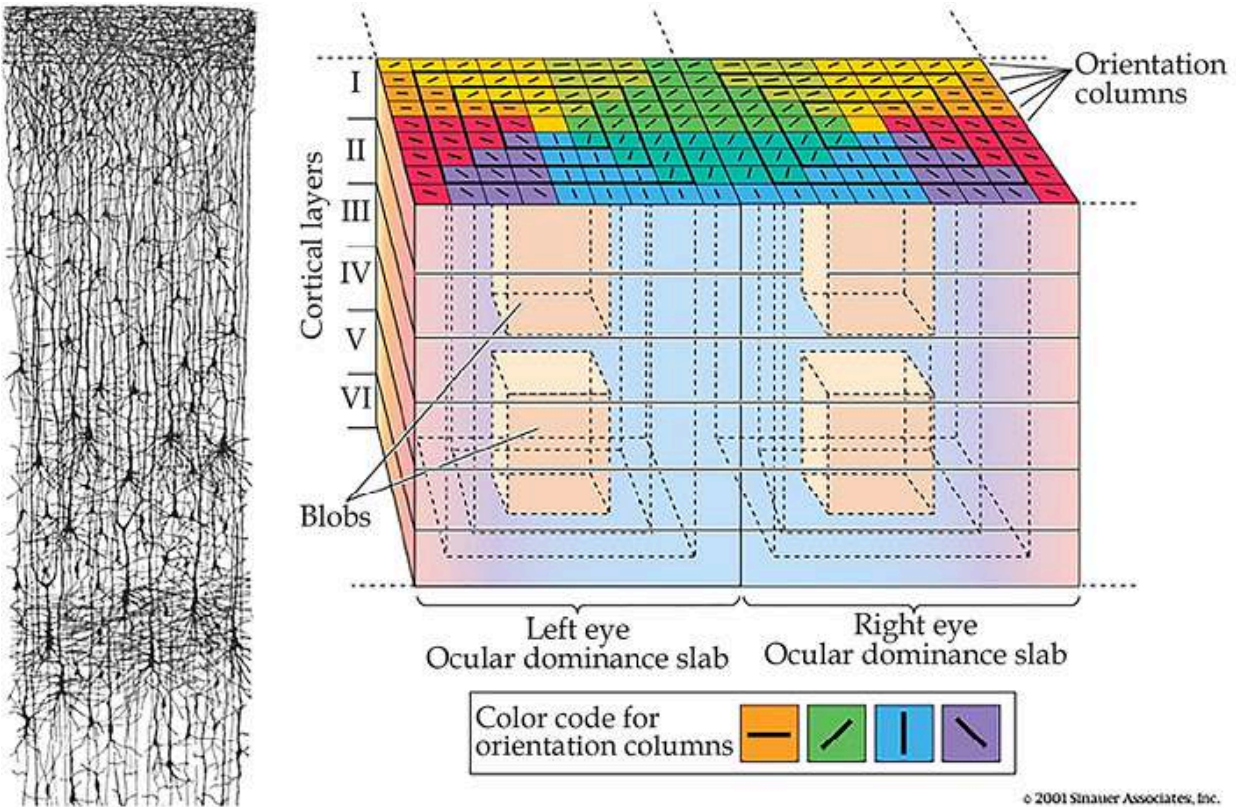 Orientation
columns
Cortical layers
I
II
III
IV
V
VI
Blobs
Left eye
Ocular dominance slab
Right eye
Ocular dominance slab
Color code for
orientation columns
© 2001 Sinauer Associates, Inc.